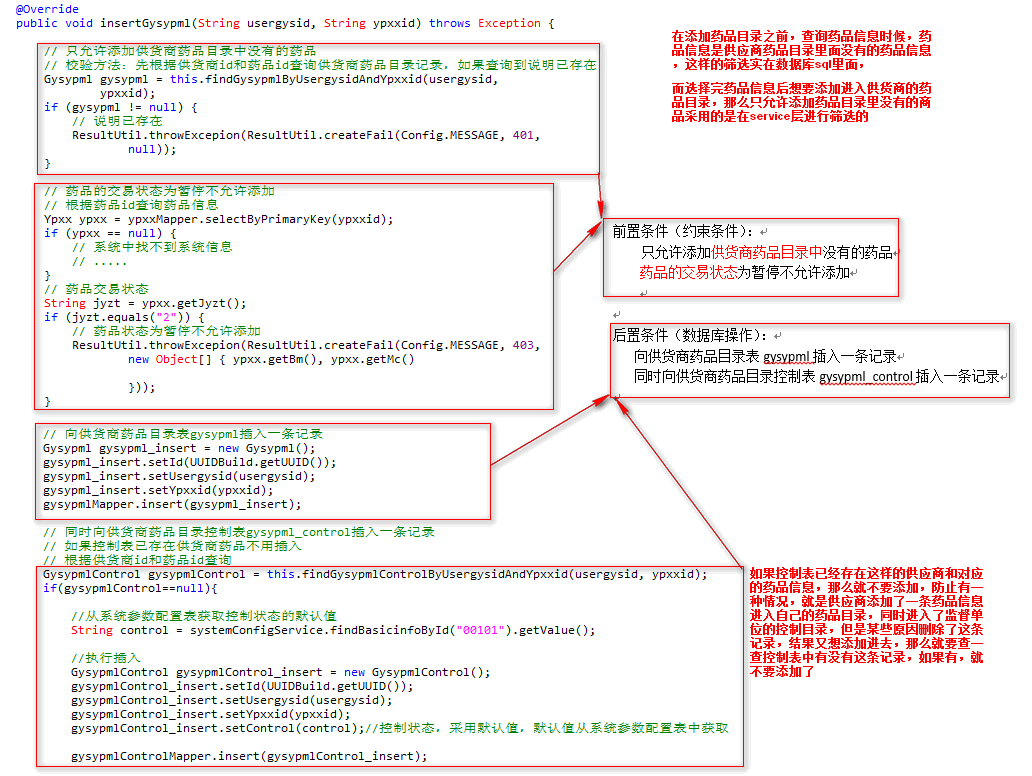 @Override
public void insertGysypml(String usergysid, String ypxxid) throws Exception {
// 只允许添加供货商药品目录中没有的药品
// 校验方法：先根据供货商id和药品id查询供货商药品目录记录，如果查询到说明已存在
Gysypml gysypml = this.findGysypmlByUsergysidAndYpxxid(usergysid,
ypxxid);
if (gysypml != null) {
// 说明已存在
ResultUtil.throwExcepion(ResultUtil.createFail(Config.MESSAGE, 401,
null));
}
// 药品的交易状态为暂停不允许添加
// 根据药品id查询药品信息
Ypxx ypxx = ypxxMapper.selectByPrimaryKey(ypxxid);
if (ypxx == null) {
// 系统中找不到系统信息
// .....
}
// 药品交易状态
String jyzt = ypxx.getJyzt();
if (jyzt.equals("2")) {
// 药品状态为暂停不允许添加
ResultUtil.throwExcepion(ResultUtil.createFail(Config.MESSAGE, 403,
new Object[] { ypxx.getBm(), ypxx.getMc()
}));
}
// 向供货商药品目录表gysypml插入一条记录
Gysypml gysypml_insert = new Gysypml();
gysypml_insert.setId(UUIDBuild.getUUID());
gysypml_insert.setUsergysid(usergysid);
gysypml_insert.setYpxxid(ypxxid);
gysypmlMapper.insert(gysypml_insert);
// 同时向供货商药品目录控制表gysypml_control插入一条记录
// 如果控制表已存在供货商药品不用插入
// 根据供货商id和药品id查询
GysypmlControl gysypmlControl = this.findGysypmlControlByUsergysidAndYpxxid(usergysid, ypxxid);
if(gysypmlControl==null){
//从系统参数配置表获取控制状态的默认值
String control = systemConfigService.findBasicinfoById("00101").getValue();
//执行插入
GysypmlControl gysypmlControl_insert = new GysypmlControl();
gysypmlControl_insert.setId(UUIDBuild.getUUID());
gysypmlControl_insert.setUsergysid(usergysid);
gysypmlControl_insert.setYpxxid(ypxxid);
gysypmlControl_insert.setControl(control);//控制状态，采用默认值，默认值从系统参数配置表中获取
gysypmlControlMapper.insert(gysypmlControl_insert);
在添加药品目录之前，查询药品信息时候，药
品信息是供应商药品目录里面没有的药品信息
，这样的筛选实在数据库sql里面，
而选择完药品信息后想要添加进入供货商的药
品目录，那么只允许添加药品目录里没有的商
品采用的是在service层进行筛选的
前置条件（约束条件）：
只允许添加供货商药品目录中没有的药品
药品的交易状态为暂停不允许添加
后置条件（数据库操作）：
向供货商药品目录表 gysypml 插入一条记录
同时向供货商药品目录控制表 gysypml_control 插入一条记录
如果控制表已经存在这样的供应商和对应
的药品信息，那么就不要添加，防止有一
种情况，就是供应商添加了一条药品信息
进入自己的药品目录，同时进入了监督单
位的控制目录，但是某些原因删除了这条
记录，结果又想添加进去，那么就要查一
查控制表中有没有这条记录，如果有，就
不要添加了